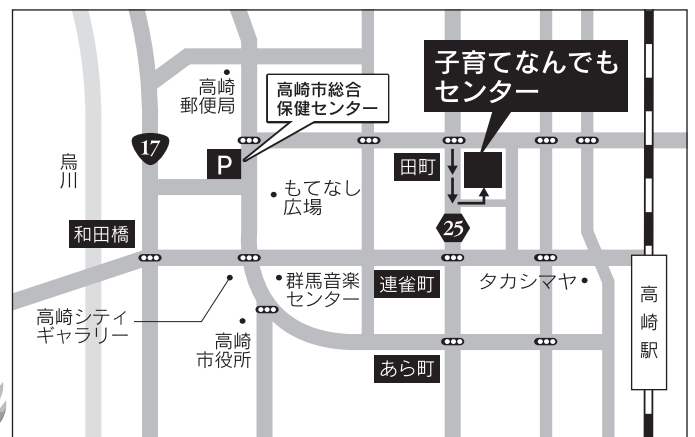 子育てなんでも
センター
高崎市総合
保健センター
高崎
郵便局
17
P
烏川
田町
もてなし
広場
25
和田橋
群馬音楽
センター
連雀町
タカシマヤ
高崎駅
高崎シティ
ギャラリー
高崎
市役所
あら町